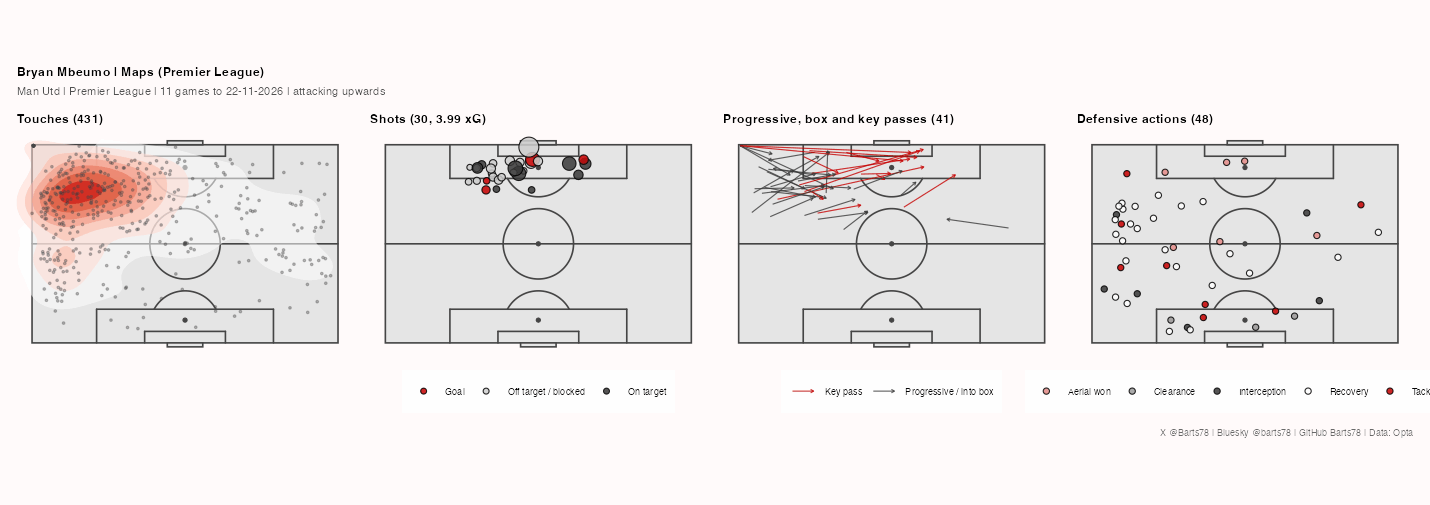 Bryan Mbeumo | Maps (Premier League)
Man Utd | Premier League | 11 games to 22-11-2026 | attacking upwards
Touches (431)
Shots (30, 3.99 xG)
Progressive, box and key passes (41)
Defensive actions (48)
Goal
Off target / blocked
On target
Key pass
Progressive / into box
Aerial won
Clearance
Interception
Recovery
Tack
X @Barts78 | Bluesky @barts78 | GitHub Barts78 | Data: Opta